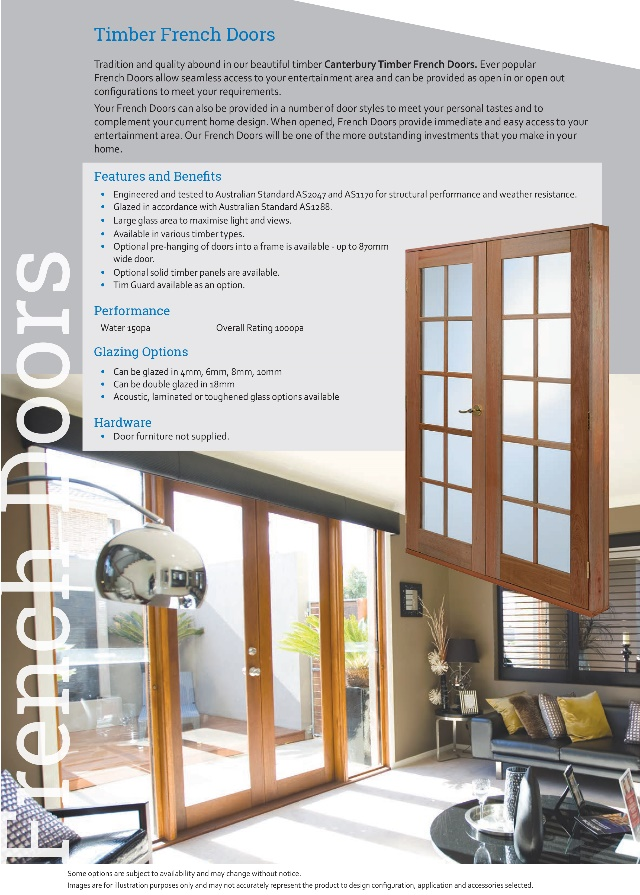 Timber French Doors
Tradition and quality abound in our beautiful timber Canterbury Timber French Doors. Ever popular
French Doors allow seamless access to your entertainment area and can be provided as open in or open out
configurations to meet your requirements.
Your French Doors can also be provided in a number of door styles to meet your personal tastes and to
complement your current home design. When opened, French Doors provide immediate and easy access to your
entertainment area. Our French Doors will be one of the more outstanding investments that you make in your
home.
Features and Benefits
• Engineered and tested to Australian Standard AS2047 and AS1170 for structural performance and weather resistance.
• Glazed in accordance with Australian Standard AS1288.
• Large glass area to maximise light and views.
• Available in various timber types.
• Optional pre-hanging of doors into a frame is available - up to 870mm
wide door.
• Optional solid timber panels are available.
• Tim Guard available as an option.
Performance
Water 150pa Overall Rating 1000pa
Glazing Options
• Can be glazed in 4mm, 6mm, 8mm, 10mm
• Can be double glazed in 18mm
• Acoustic, laminated or toughened glass options available
Hardware
• Door furniture not supplied.
French Doors
Some options are subject to availability and may change without notice.
Images are for illustration purposes only and may not accurately represent the product to design configuration, application and accessories selected.